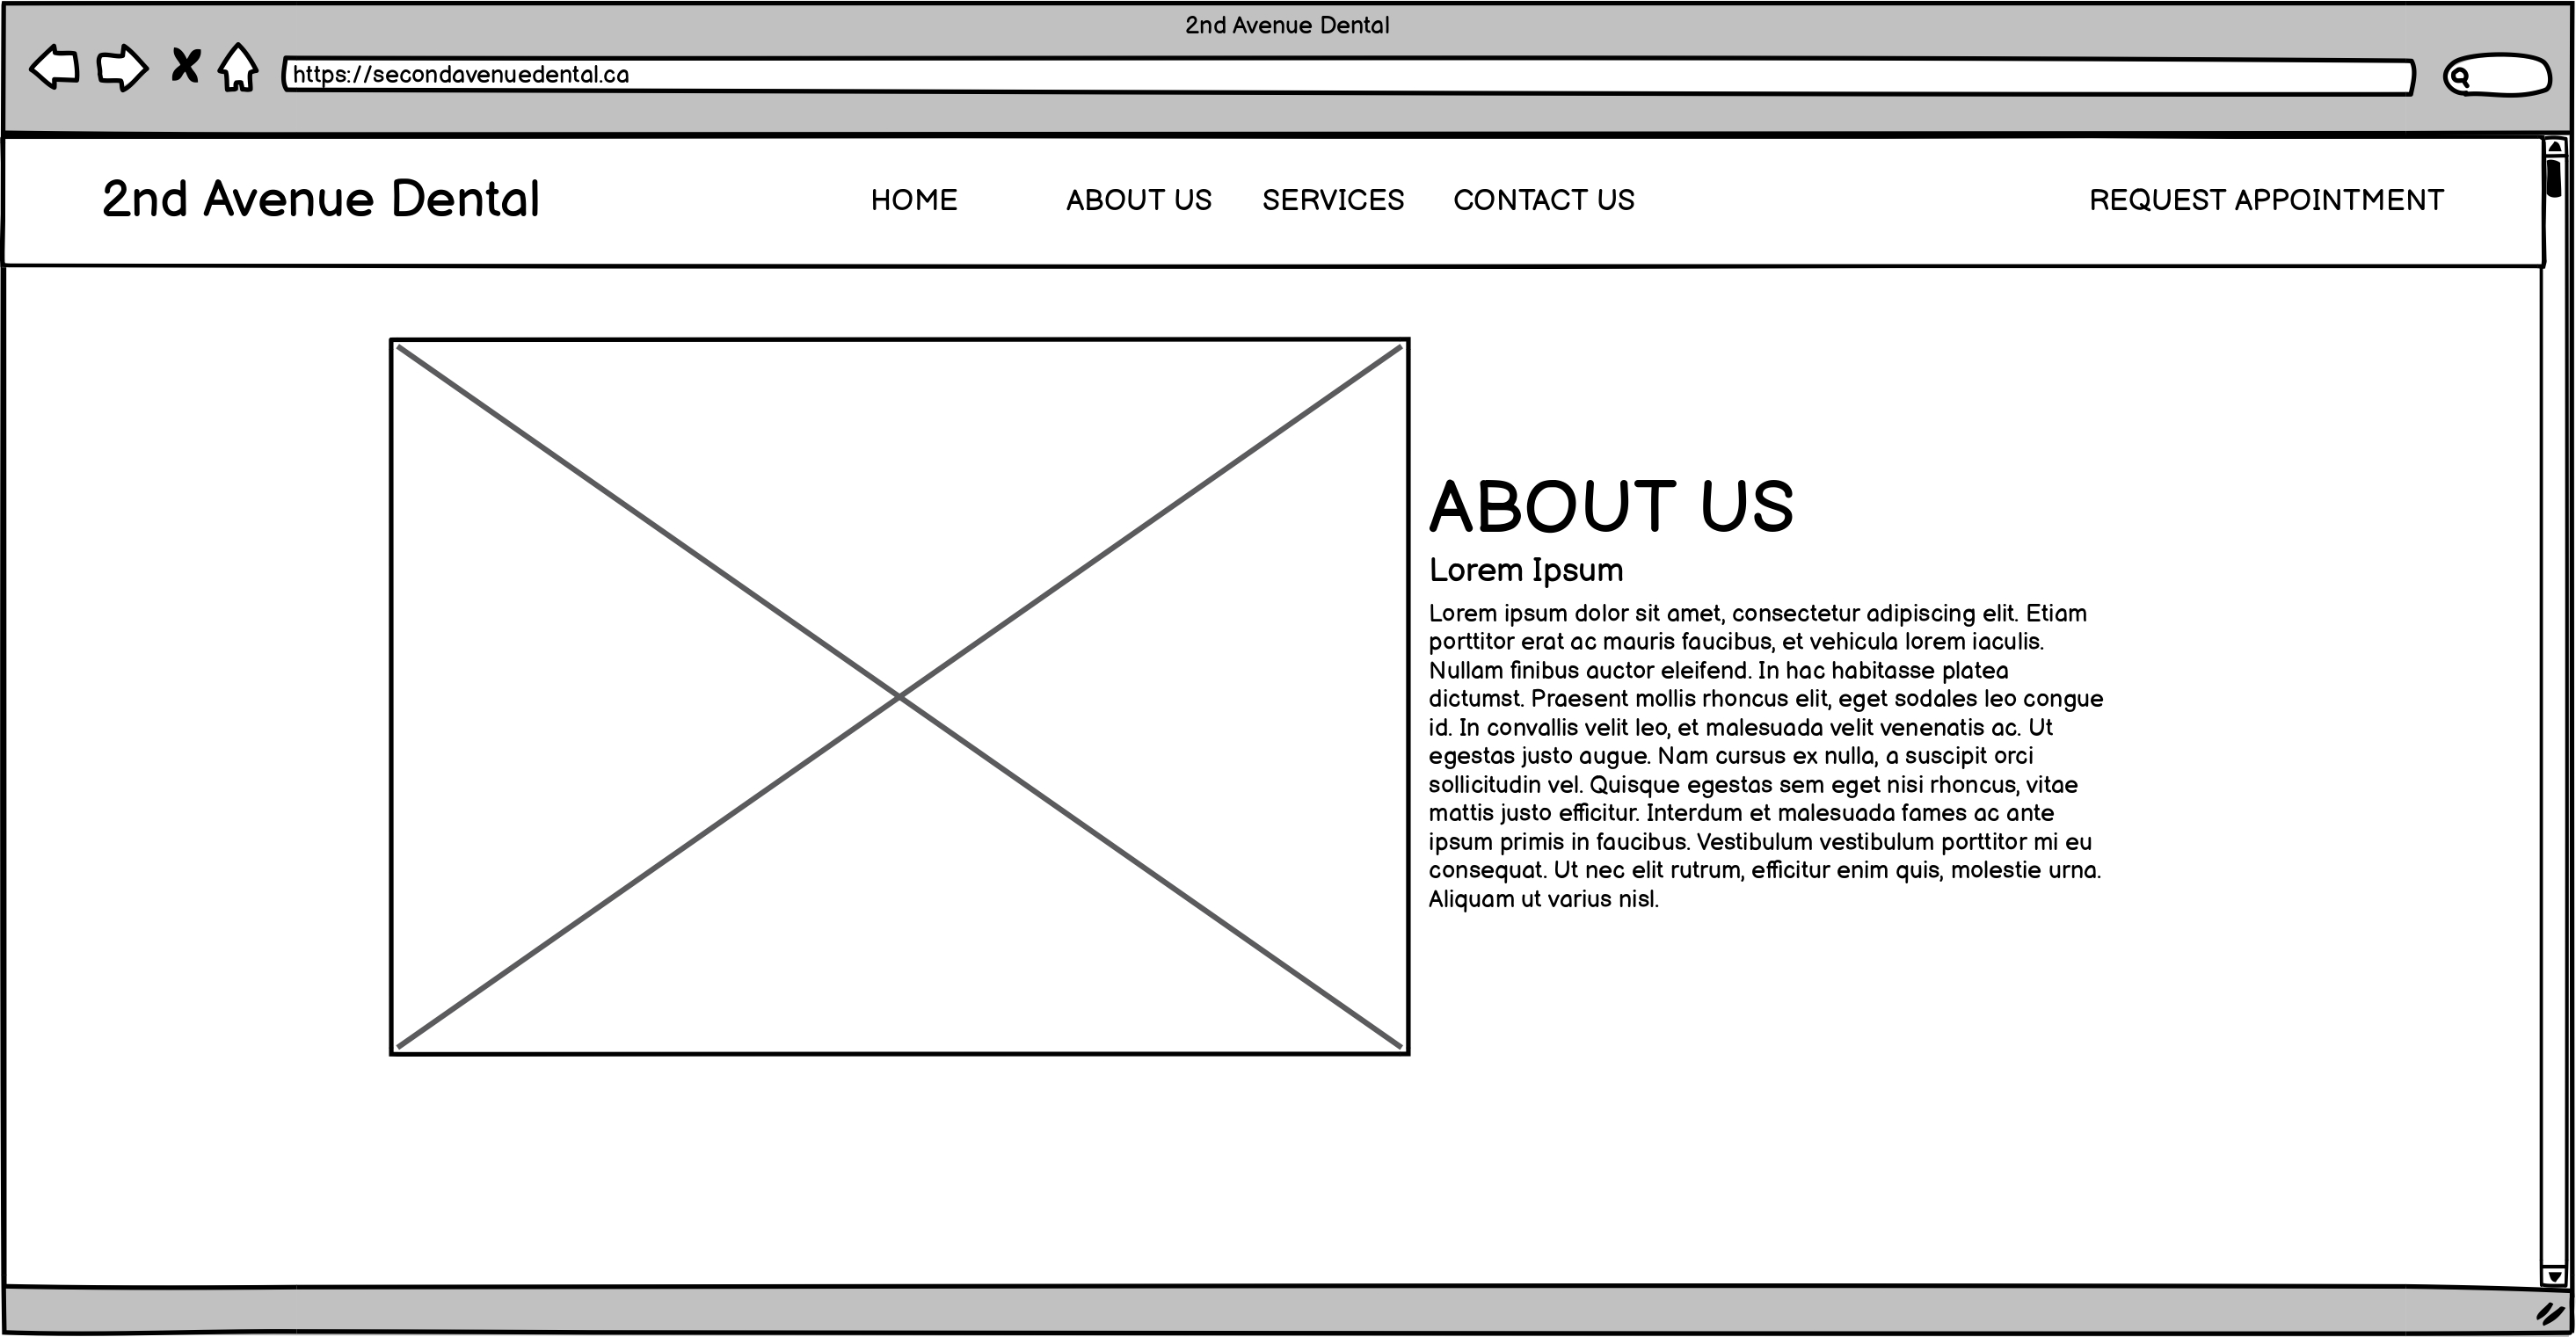 2nd Avenue Dental
https://secondavenuedental.ca
2nd Avenue Dental
HOME
ABOUT US
SERVICES
CONTACT US
REQUEST APPOINTMENT
ABOUT US
Lorem Ipsum
Lorem ipsum dolor sit amet, consectetur adipiscing elit. Etiam
porttitor erat ac mauris faucibus, et vehicula lorem iaculis.
Nullam finibus auctor eleifend. In hac habitasse platea
dictumst. Praesent mollis rhoncus elit, eget sodales leo congue
id. In convallis velit leo, et malesuada velit venenatis ac. Ut
egestas justo augue. Nam cursus ex nulla, a suscipit orci
sollicitudin vel. Quisque egestas sem eget nisi rhoncus, vitae
mattis justo efficitur. Interdum et malesuada fames ac ante
ipsum primis in faucibus. Vestibulum vestibulum porttitor mi eu
consequat. Ut nec elit rutrum, efficitur enim quis, molestie urna.
Aliquam ut varius nisl.